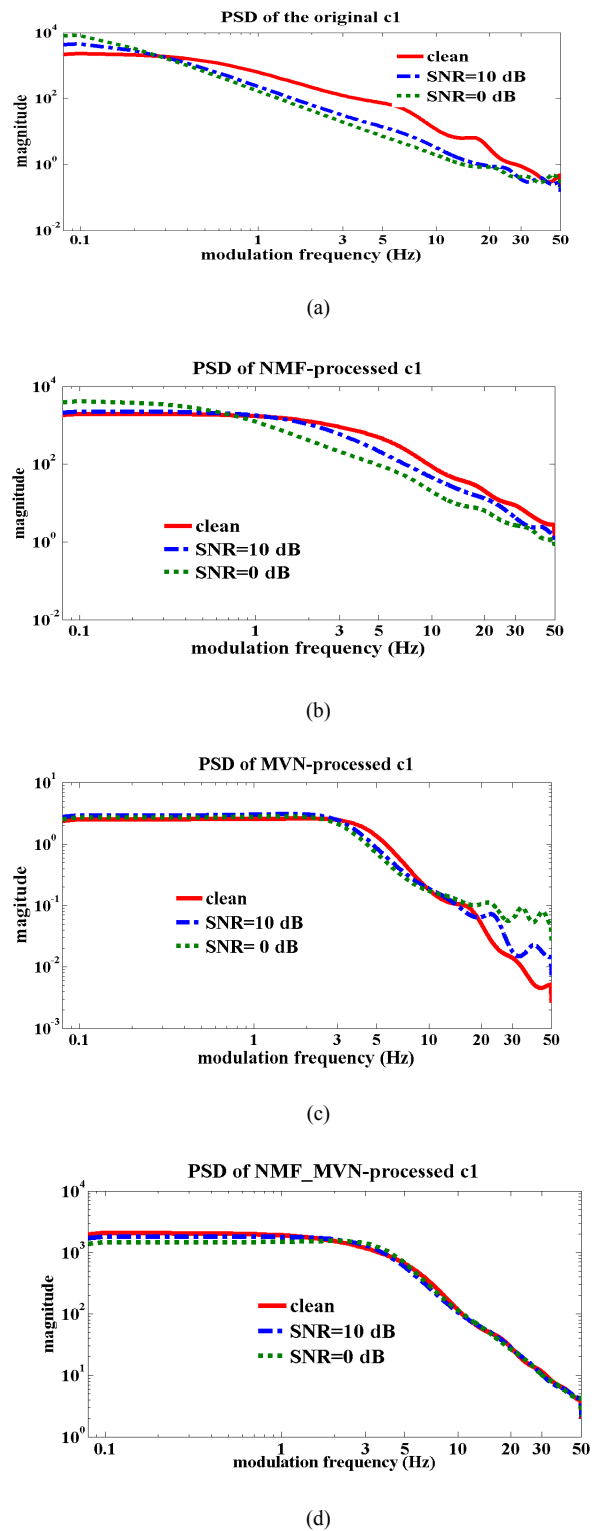 PSD of the original c1
10^4
clean
SNR=10 dB
SNR=0 dB
10^2
magnitude
10^0
10^-2
0.1 1 3 5 10 20 30 50
modulation frequency (Hz)
(a)
PSD of NMF-processed c1
10^4
10^2
magnitude
clean
10^0
SNR=10 dB
SNR=0 dB
10^-2
0.1 1 3 5 10 20 30 50
modulation frequency (Hz)
(b)
PSD of MVN-processed c1
10^1
10^0
magitude
clean
10^-1
SNR=10 dB
SNR= 0 dB
10^-2
10^-3
0.1 1 3 5 10 20 30 50
modulation frequency (Hz)
(c)
PSD of NMF_MVN-processed c1
10^4
10^3
magnitude
clean
10^2
SNR=10 dB
SNR=0 dB
10^1
10^0
0.1 1 3 5 10 20 30 50
modulation frequency (Hz)
(d)